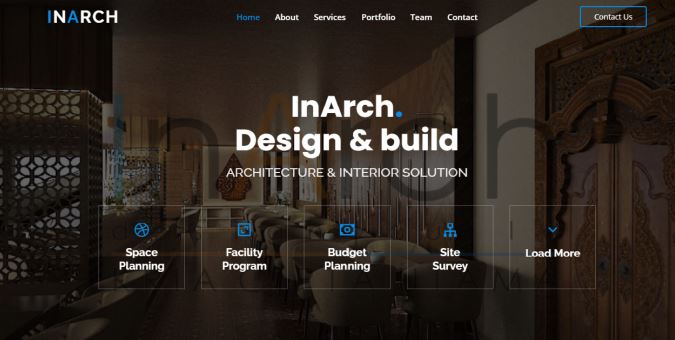 INARCH
Home About Services Portfolio Team Contact
Contact Us
InArch.
Design & build
ARCHITECTURE & INTERIOR SOLUTION
Space
Planning
Facility
Program
Budget
Planning
Site
Survey
Load More
InArch